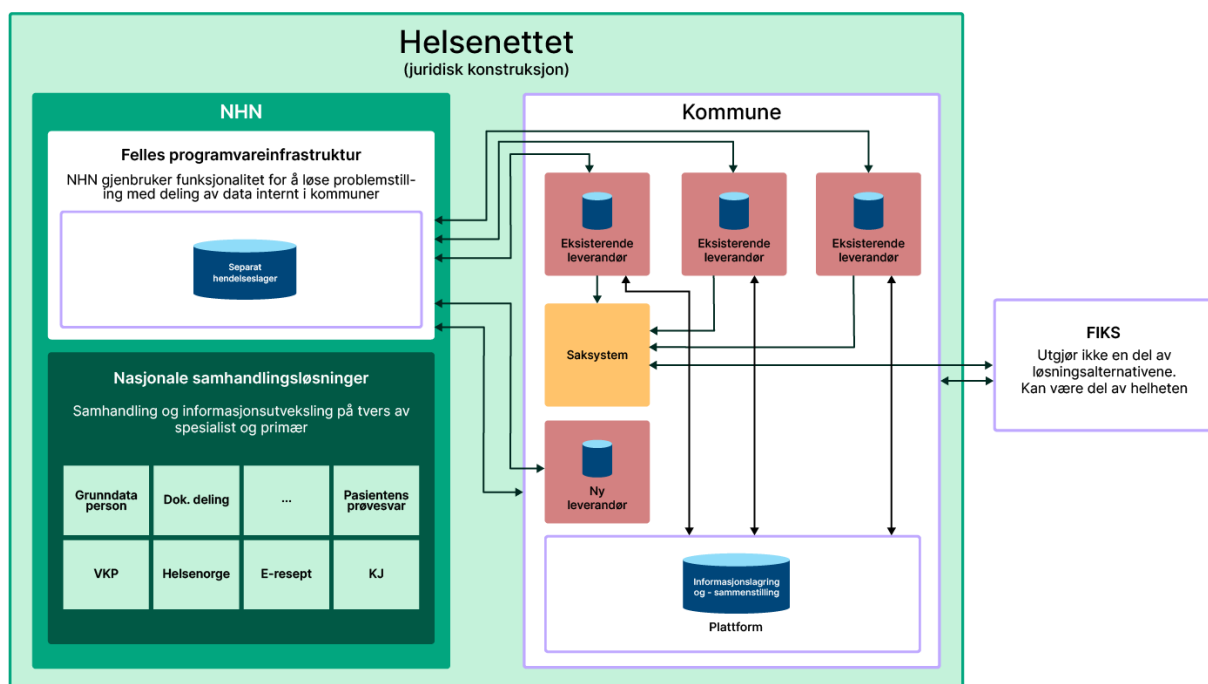 Helsenettet
(juridisk konstruksjon)
NHN
Felles programvareinfrastruktur
NHN gjenbruker funksjonalitet for å løse problemstill-
ing med deling av data internt i kommuner
Separat
hendelseslager
Nasjonale samhandlingsløsninger
Samhandling og informasjonsutveksling på tvers av
spesialist og primær
Grunndata
person
Dok. deling
...
Pasientens
prøvesvar
VKP
Helsenorge
E-resept
KJ
Kommune
Eksisterende
leverandør
Eksisterende
leverandør
Eksisterende
leverandør
Saksystem
Ny
leverandør
Informasjonslagring
og - sammenstilling
Plattform
FIKS
Utgjør ikke en del av
løsningsalternativene.
Kan være del av helheten